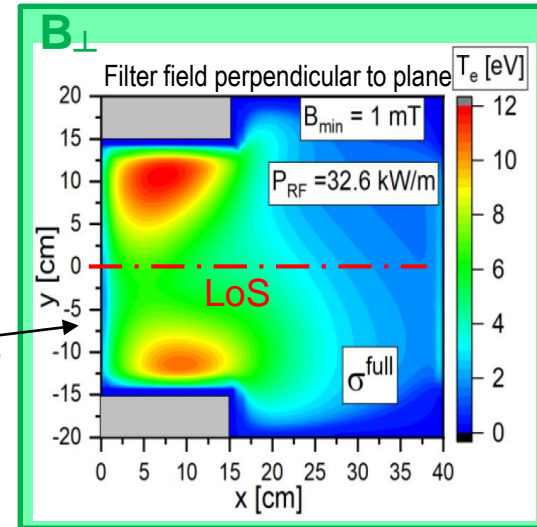 B⊥
Filter field perpendicular to plane
T_e [eV]
B_min = 1 mT
P_RF =32.6 kW/m
LoS
σ^full
20
15
10
5
0
-5
-10
-15
-20
y [cm]
0 5 10 15 20 25 30 35 40
x [cm]
12
10
8
6
4
2
0